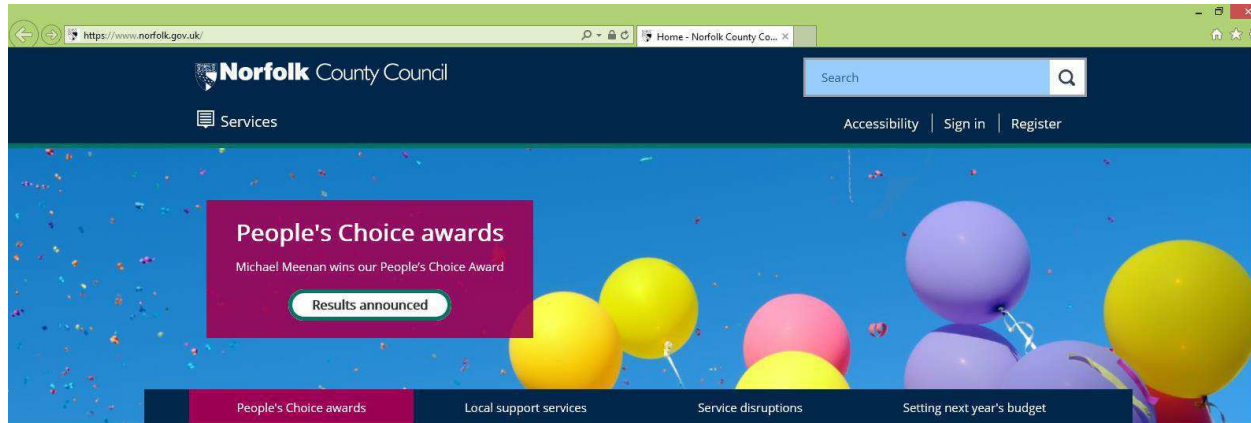 https://www.norfolk.gov.uk/
Home - Norfolk County Co...
Norfolk County Council
Search
Services
Accessibility
Sign in
Register
People's Choice awards
Michael Meenan wins our People's Choice Award
Results announced
People's Choice awards
Local support services
Service disruptions
Setting next year's budget